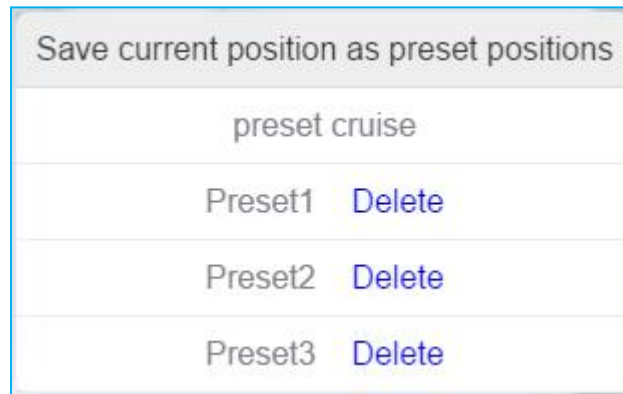 Save current position as preset positions
preset cruise
Preset1 Delete
Preset2 Delete
Preset3 Delete